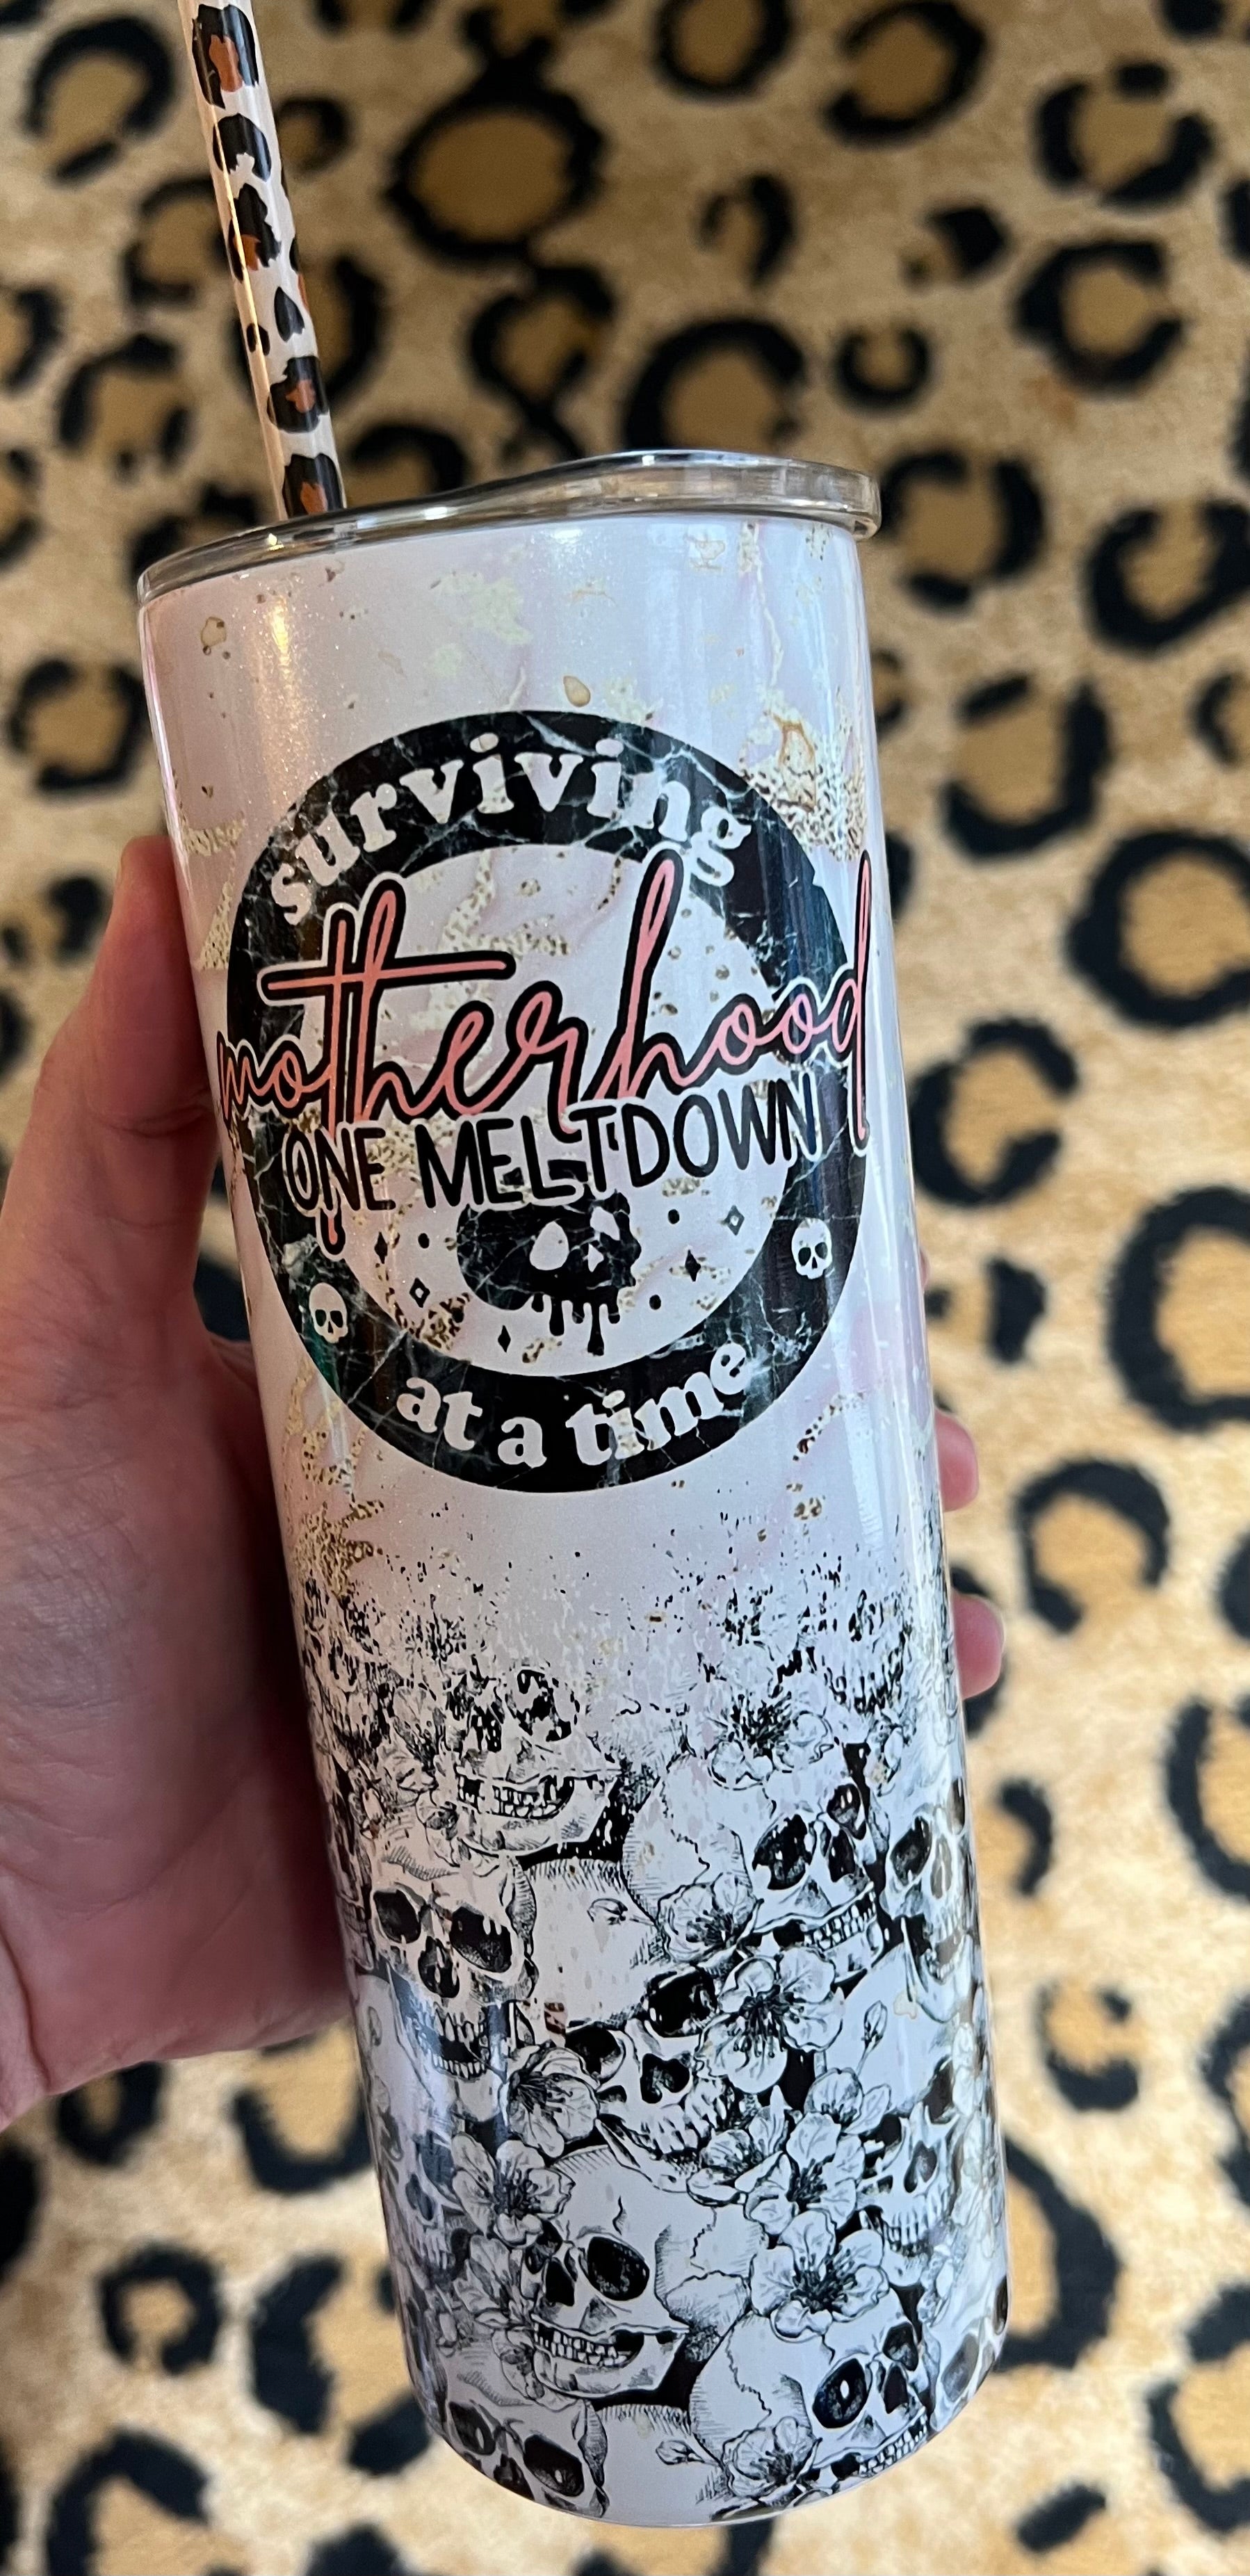 surviving
motherhood
ONE MELTDOWN
at a time